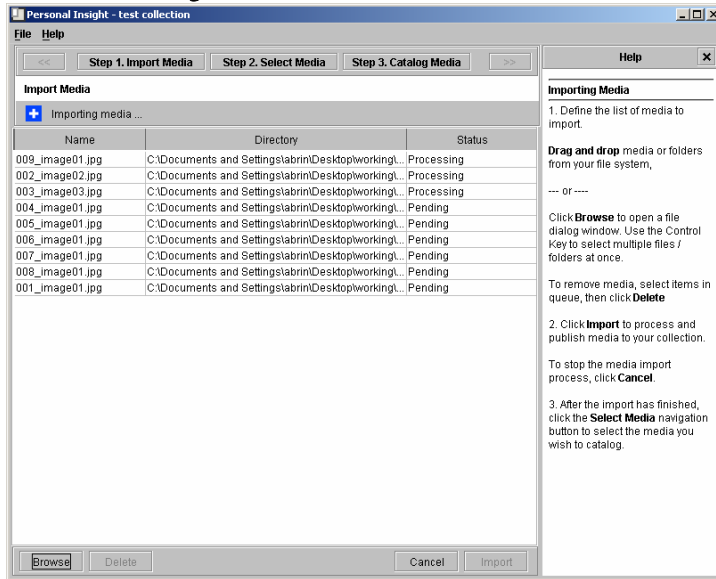 Personal Insight - test collection
File Help
<< Step 1. Import Media Step 2. Select Media Step 3. Catalog Media >>
Import Media
Importing media ...
Name Directory Status
009_image01.jpg C:\Documents and Settings\abrin\Desktop\working\... Processing
002_image02.jpg C:\Documents and Settings\abrin\Desktop\working\... Processing
003_image03.jpg C:\Documents and Settings\abrin\Desktop\working\... Processing
004_image01.jpg C:\Documents and Settings\abrin\Desktop\working\... Pending
005_image01.jpg C:\Documents and Settings\abrin\Desktop\working\... Pending
006_image01.jpg C:\Documents and Settings\abrin\Desktop\working\... Pending
007_image01.jpg C:\Documents and Settings\abrin\Desktop\working\... Pending
008_image01.jpg C:\Documents and Settings\abrin\Desktop\working\... Pending
001_image01.jpg C:\Documents and Settings\abrin\Desktop\working\... Pending
Browse Delete Cancel Import
Help
Importing Media
1. Define the list of media to
import.
Drag and drop media or folders
from your file system,
--- or ----
Click Browse to open a file
dialog window. Use the Control
Key to select multiple files /
folders at once.
To remove media, select items in
queue, then click Delete
2. Click Import to process and
publish media to your collection.
To stop the media import
process, click Cancel.
3. After the import has finished,
click the Select Media navigation
button to select the media you
wish to catalog.